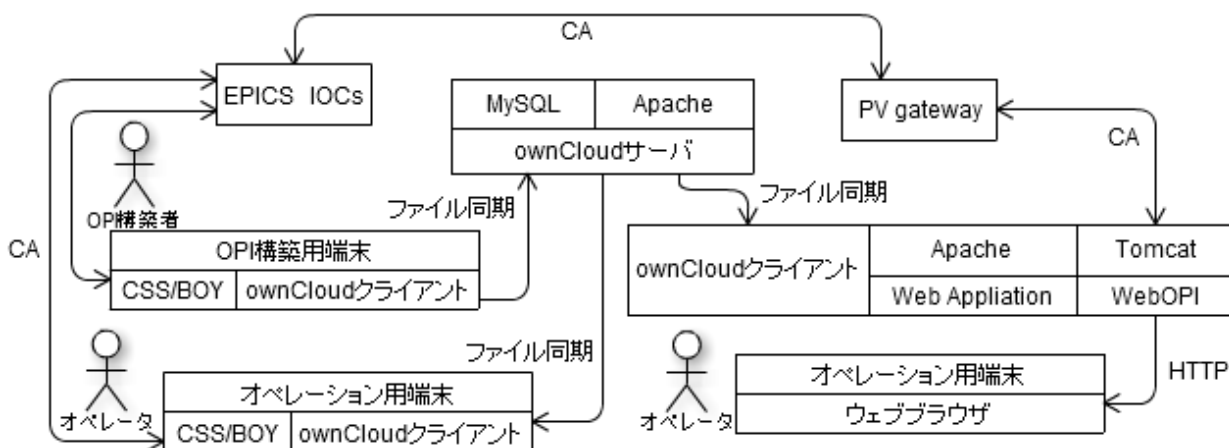 CA
EPICS IOCs
MySQL
Apache
ownCloudサーバ
PV gateway
CA
OP構築者
ファイル同期
ファイル同期
CA
OPI構築用端末
CSS/BOY
ownCloudクライアント
ownCloudクライアント
Apache
Web Appliation
Tomcat
WebOPI
ファイル同期
HTTP
オペレータ
オペレーション用端末
CSS/BOY
ownCloudクライアント
オペレータ
オペレーション用端末
ウェブブラウザ